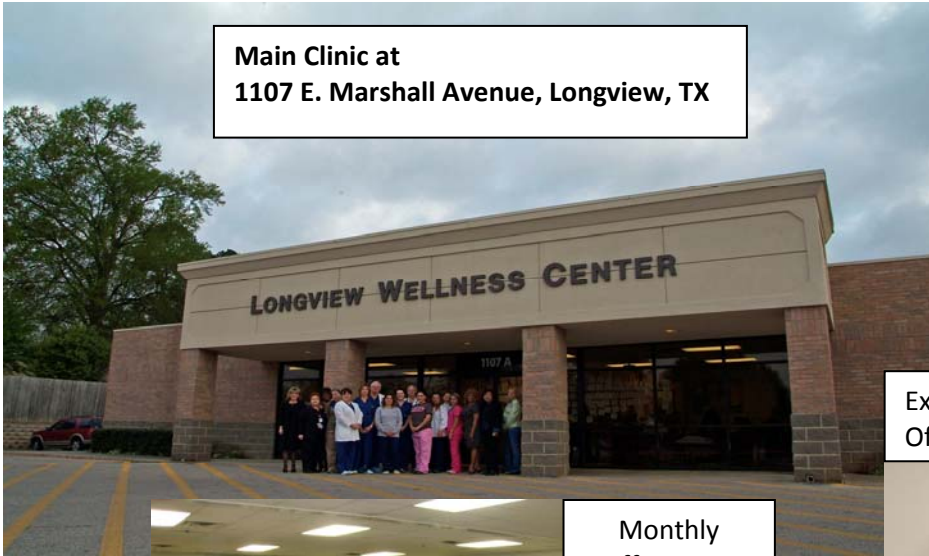 Main Clinic at
1107 E. Marshall Avenue, Longview, TX
LONGVIEW WELLNESS CENTER
1107 A
Monthly